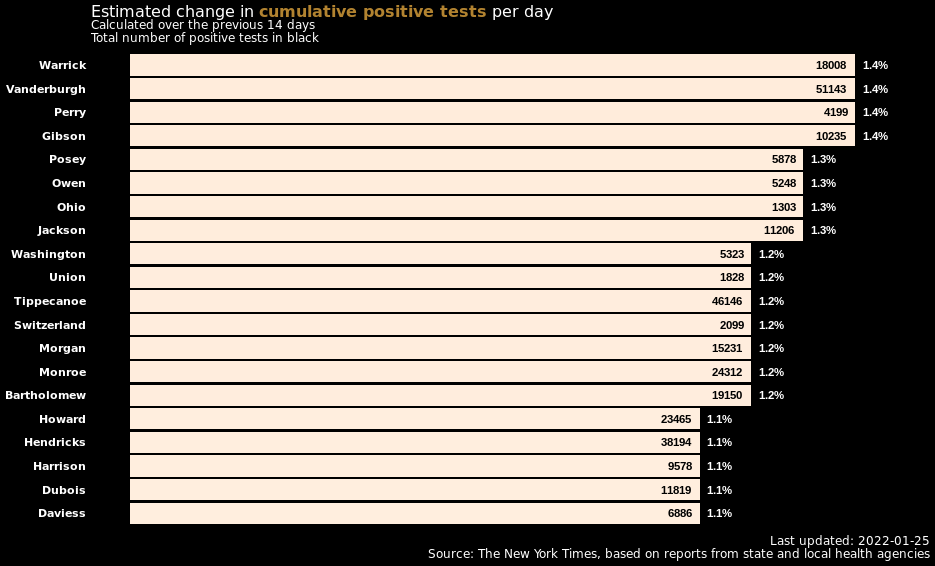 Estimated change in cumulative positive tests per day
Calculated over the previous 14 days
Total number of positive tests in black
Warrick 18008 1.4%
Vanderburgh 51143 1.4%
Perry 4199 1.4%
Gibson 10235 1.4%
Posey 5878 1.3%
Owen 5248 1.3%
Ohio 1303 1.3%
Jackson 11206 1.3%
Washington 5323 1.2%
Union 1828 1.2%
Tippecanoe 46146 1.2%
Switzerland 2099 1.2%
Morgan 15231 1.2%
Monroe 24312 1.2%
Bartholomew 19150 1.2%
Howard 23465 1.1%
Hendricks 38194 1.1%
Harrison 9578 1.1%
Dubois 11819 1.1%
Daviess 6886 1.1%
Last updated: 2022-01-25
Source: The New York Times, based on reports from state and local health agencies